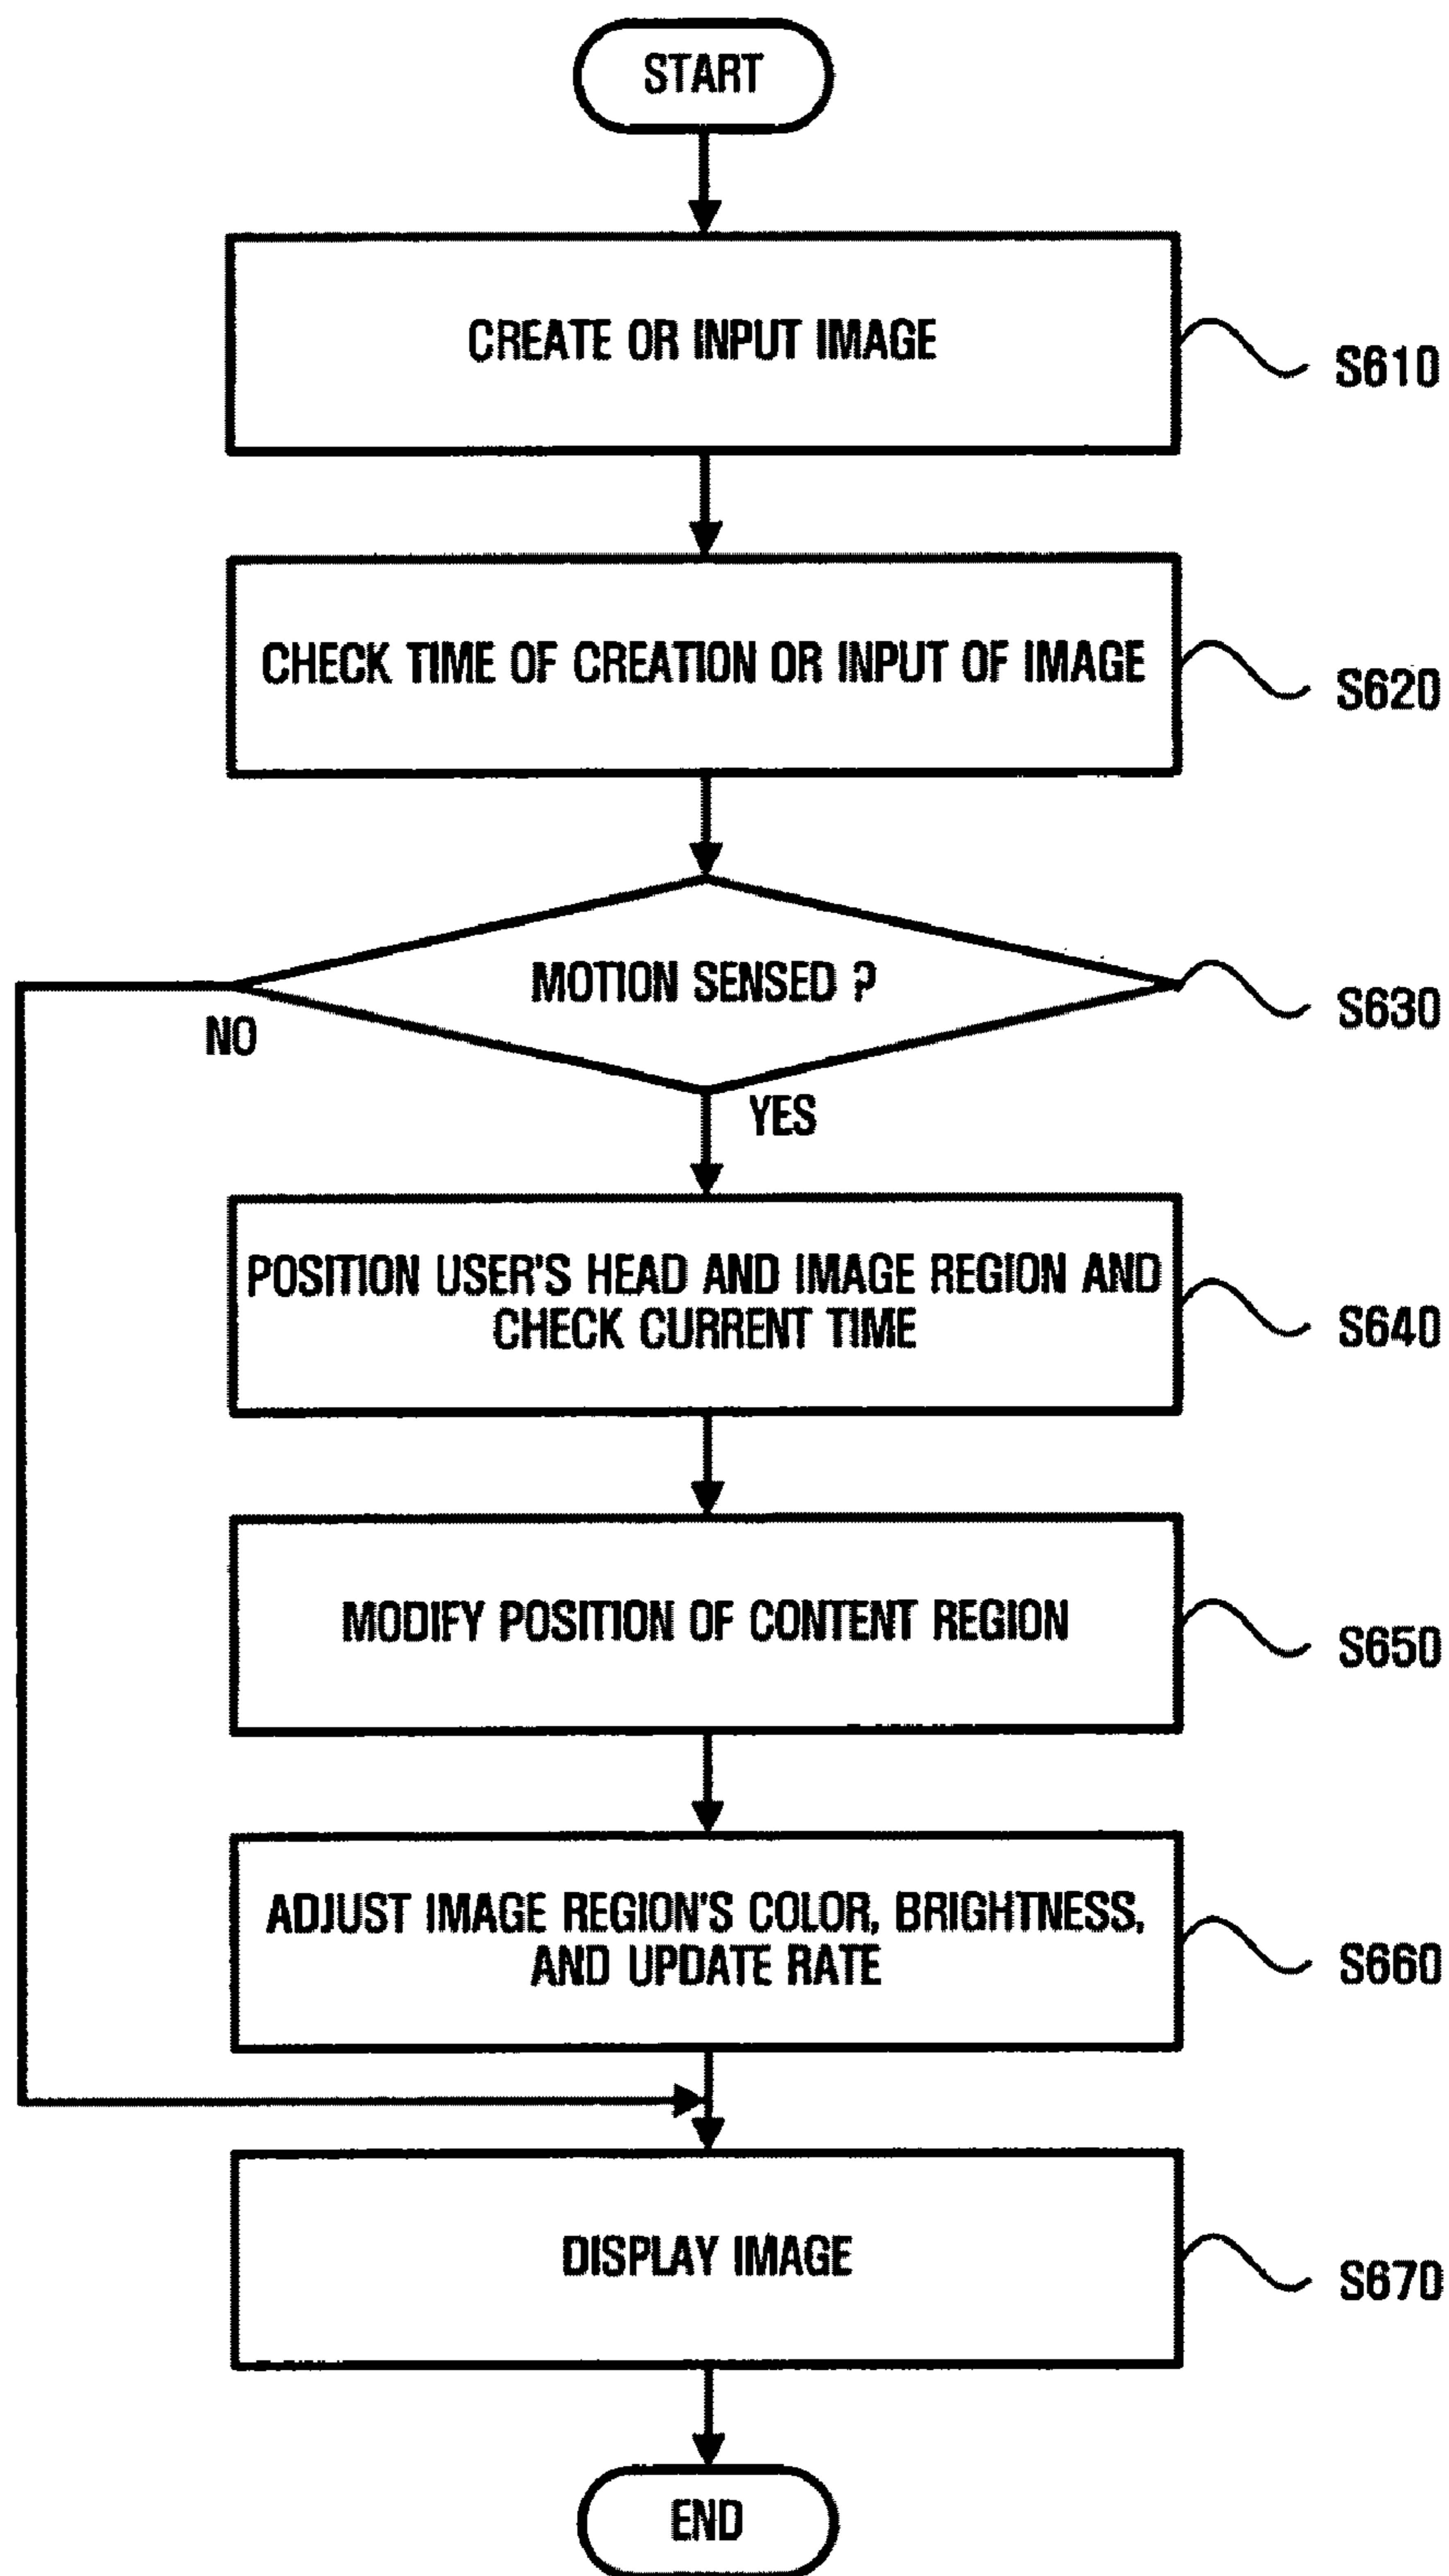 START
CREATE OR INPUT IMAGE
S610
CHECK TIME OF CREATION OR INPUT OF IMAGE
S620
MOTION SENSED ?
S630
NO
YES
POSITION USER'S HEAD AND IMAGE REGION AND
CHECK CURRENT TIME
S640
MODIFY POSITION OF CONTENT REGION
S650
ADJUST IMAGE REGION'S COLOR, BRIGHTNESS,
AND UPDATE RATE
S660
DISPLAY IMAGE
S670
END